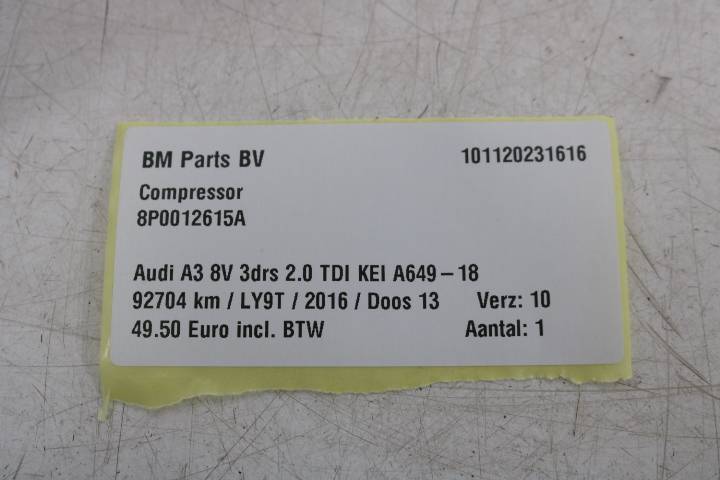 BM Parts BV 101120231616
Compressor
8P0012615A
Audi A3 8V 3drs 2.0 TDI KEI A649-18
92704 km / LY9T / 2016 / Doos 13 Verz: 10
49.50 Euro incl. BTW Aantal: 1